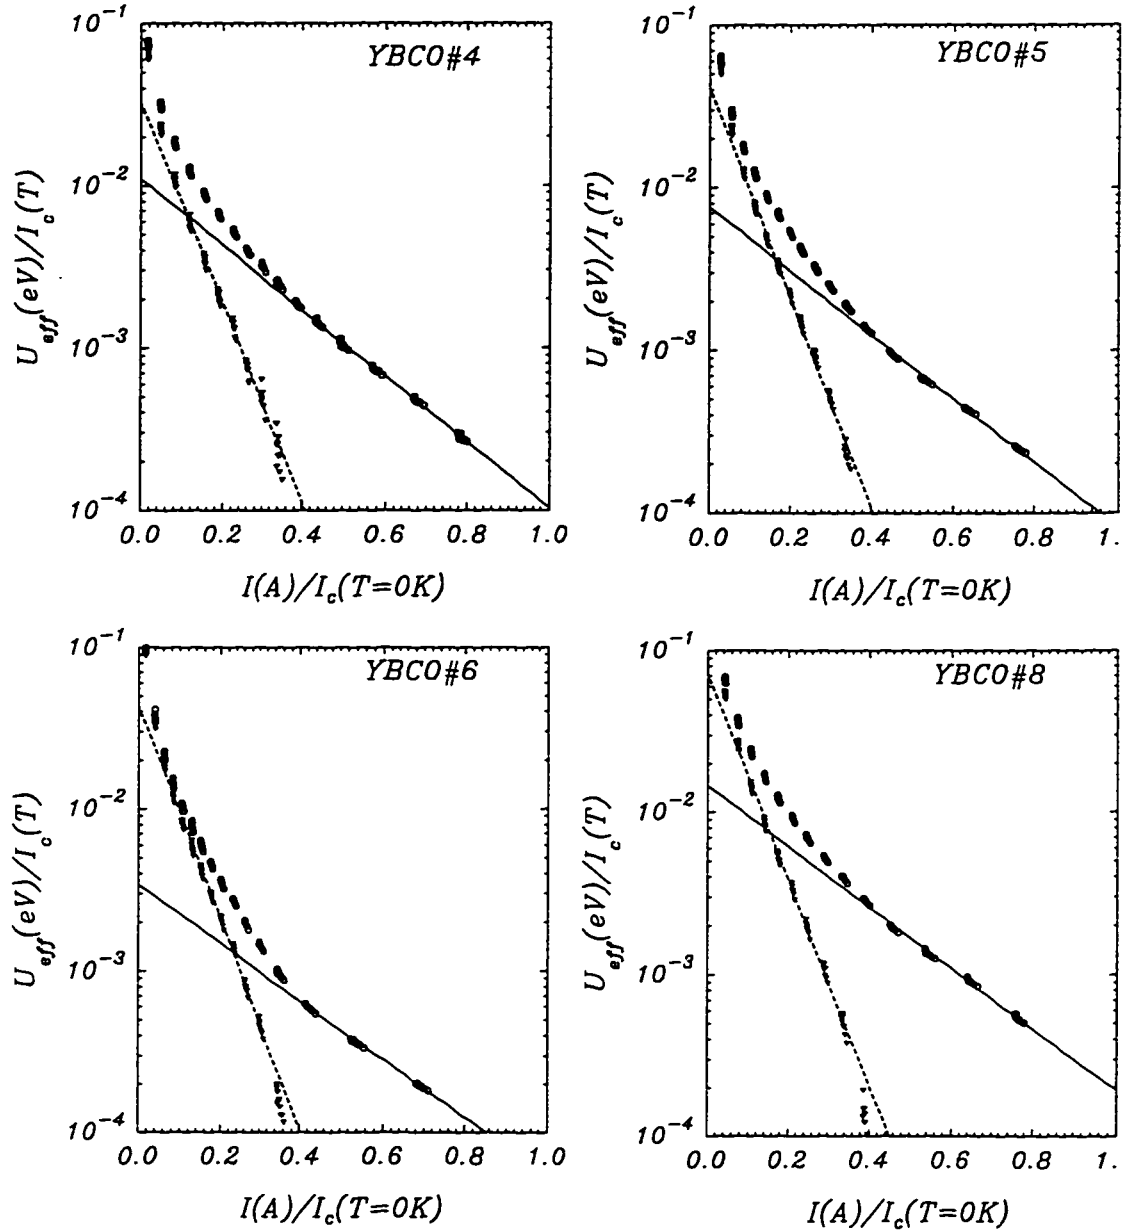 10^-1
YBCO#4
10^-2
10^-3
10^-4
U_eff(eV)/I_c(T)
0.0 0.2 0.4 0.6 0.8 1.0
I(A)/I_c(T=0K)
10^-1
YBCO#5
10^-2
10^-3
10^-4
U_eff(eV)/I_c(T)
0.0 0.2 0.4 0.6 0.8 1.
I(A)/I_c(T=0K)
10^-1
YBCO#6
10^-2
10^-3
10^-4
U_eff(eV)/I_c(T)
0.0 0.2 0.4 0.6 0.8 1.0
I(A)/I_c(T=0K)
10^-1
YBCO#8
10^-2
10^-3
10^-4
U_eff(eV)/I_c(T)
0.0 0.2 0.4 0.6 0.8 1.
I(A)/I_c(T=0K)